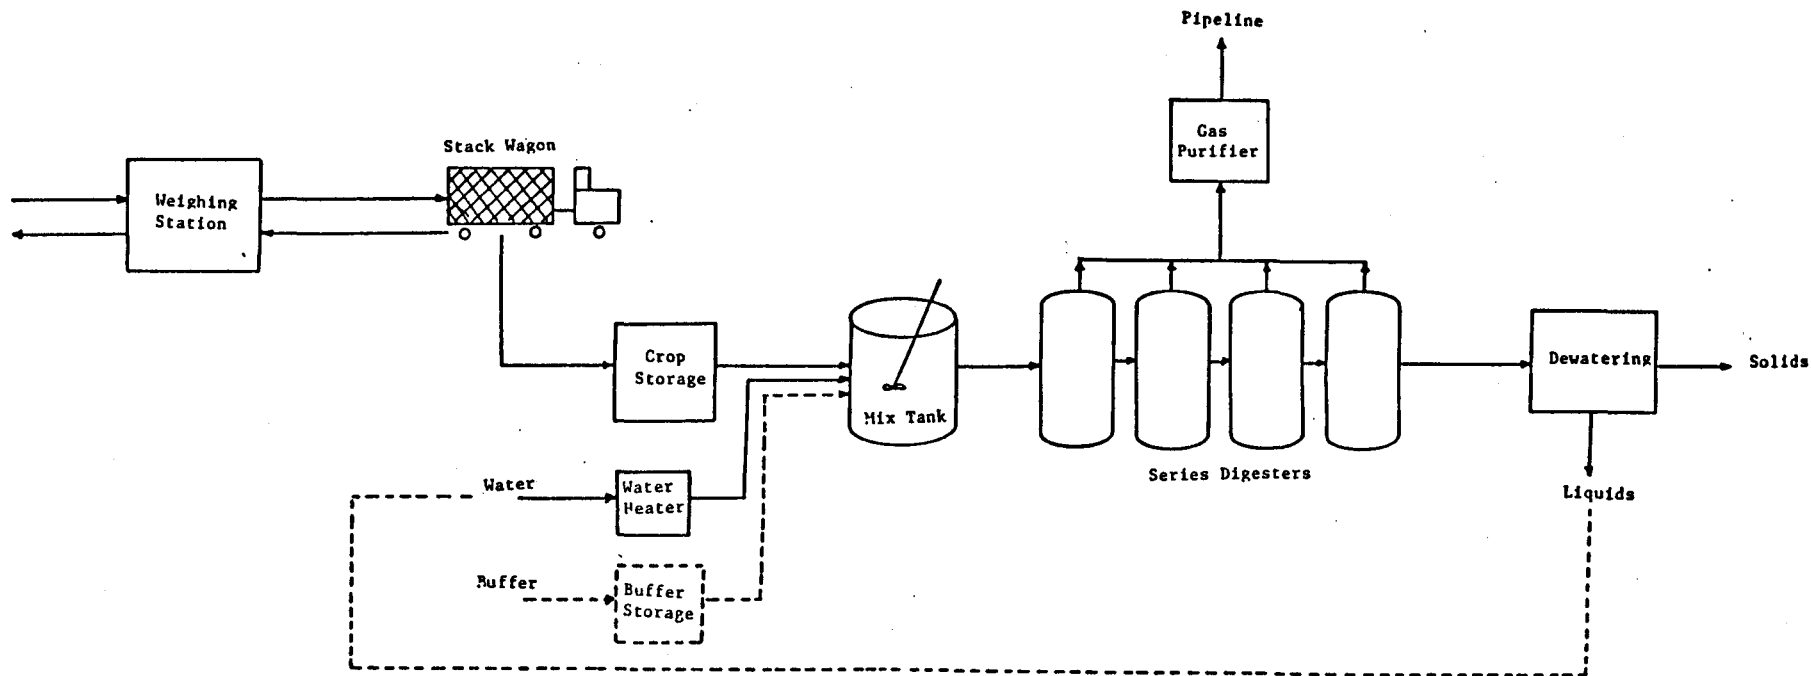 Pipeline
Gas
Purifier
Stack Wagon
Weighing
Station
Crop
Storage
Mix Tank
Dewatering
Solids
Series Digesters
Water
Water
Heater
Liquids
Buffer
Buffer
Storage